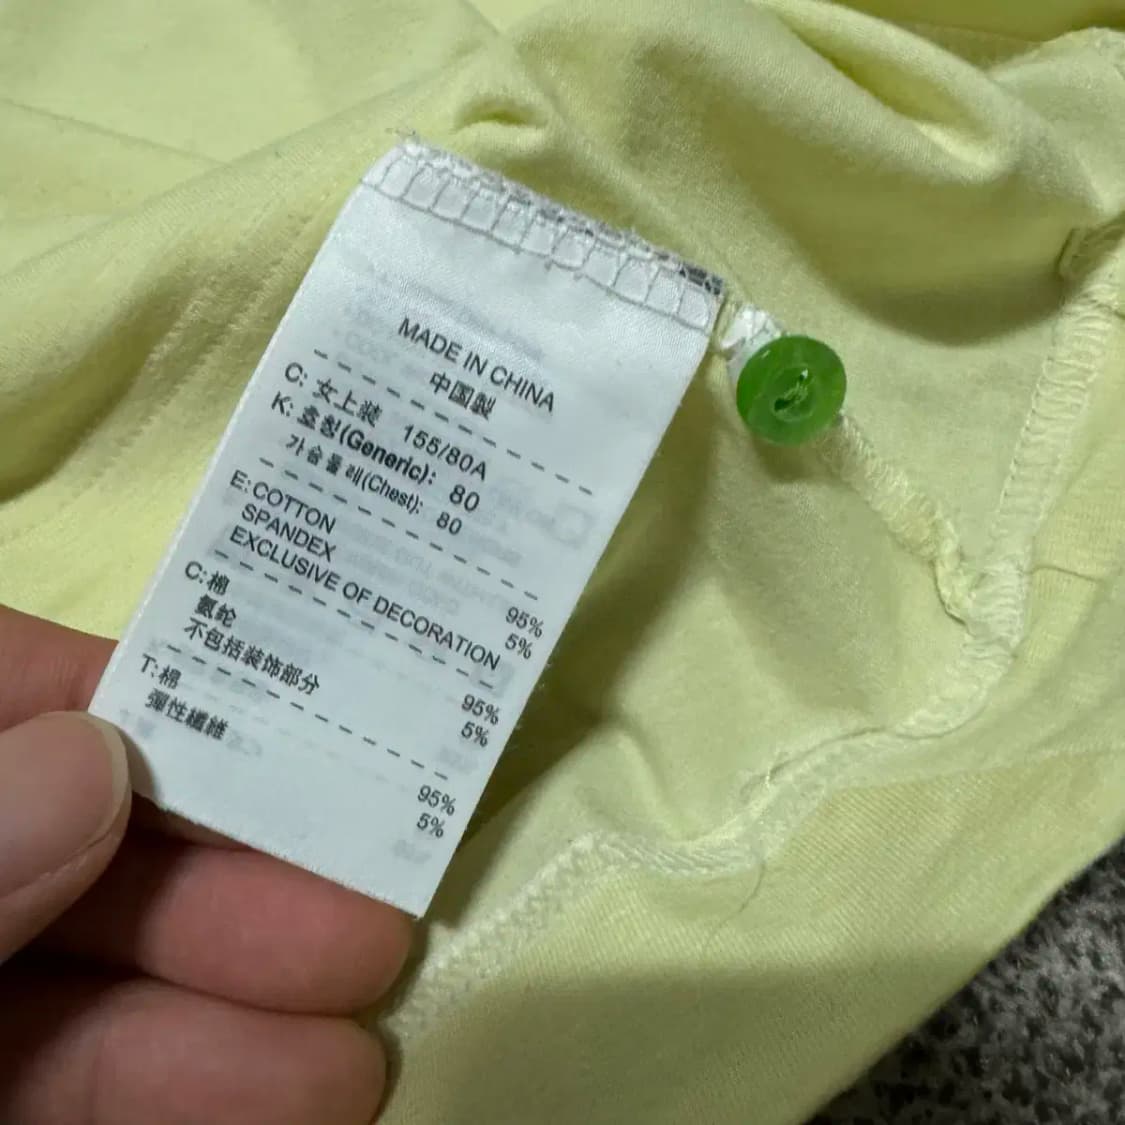 MADE IN CHINA
中国製
C: 女上装 155/80A
K: 호칭(Generic): 80
가슴둘레(Chest): 80
E: COTTON 95%
SPANDEX 5%
EXCLUSIVE OF DECORATION
C: 棉 95%
氨纶 5%
不包括装饰部分
T: 棉 95%
彈性纖維 5%